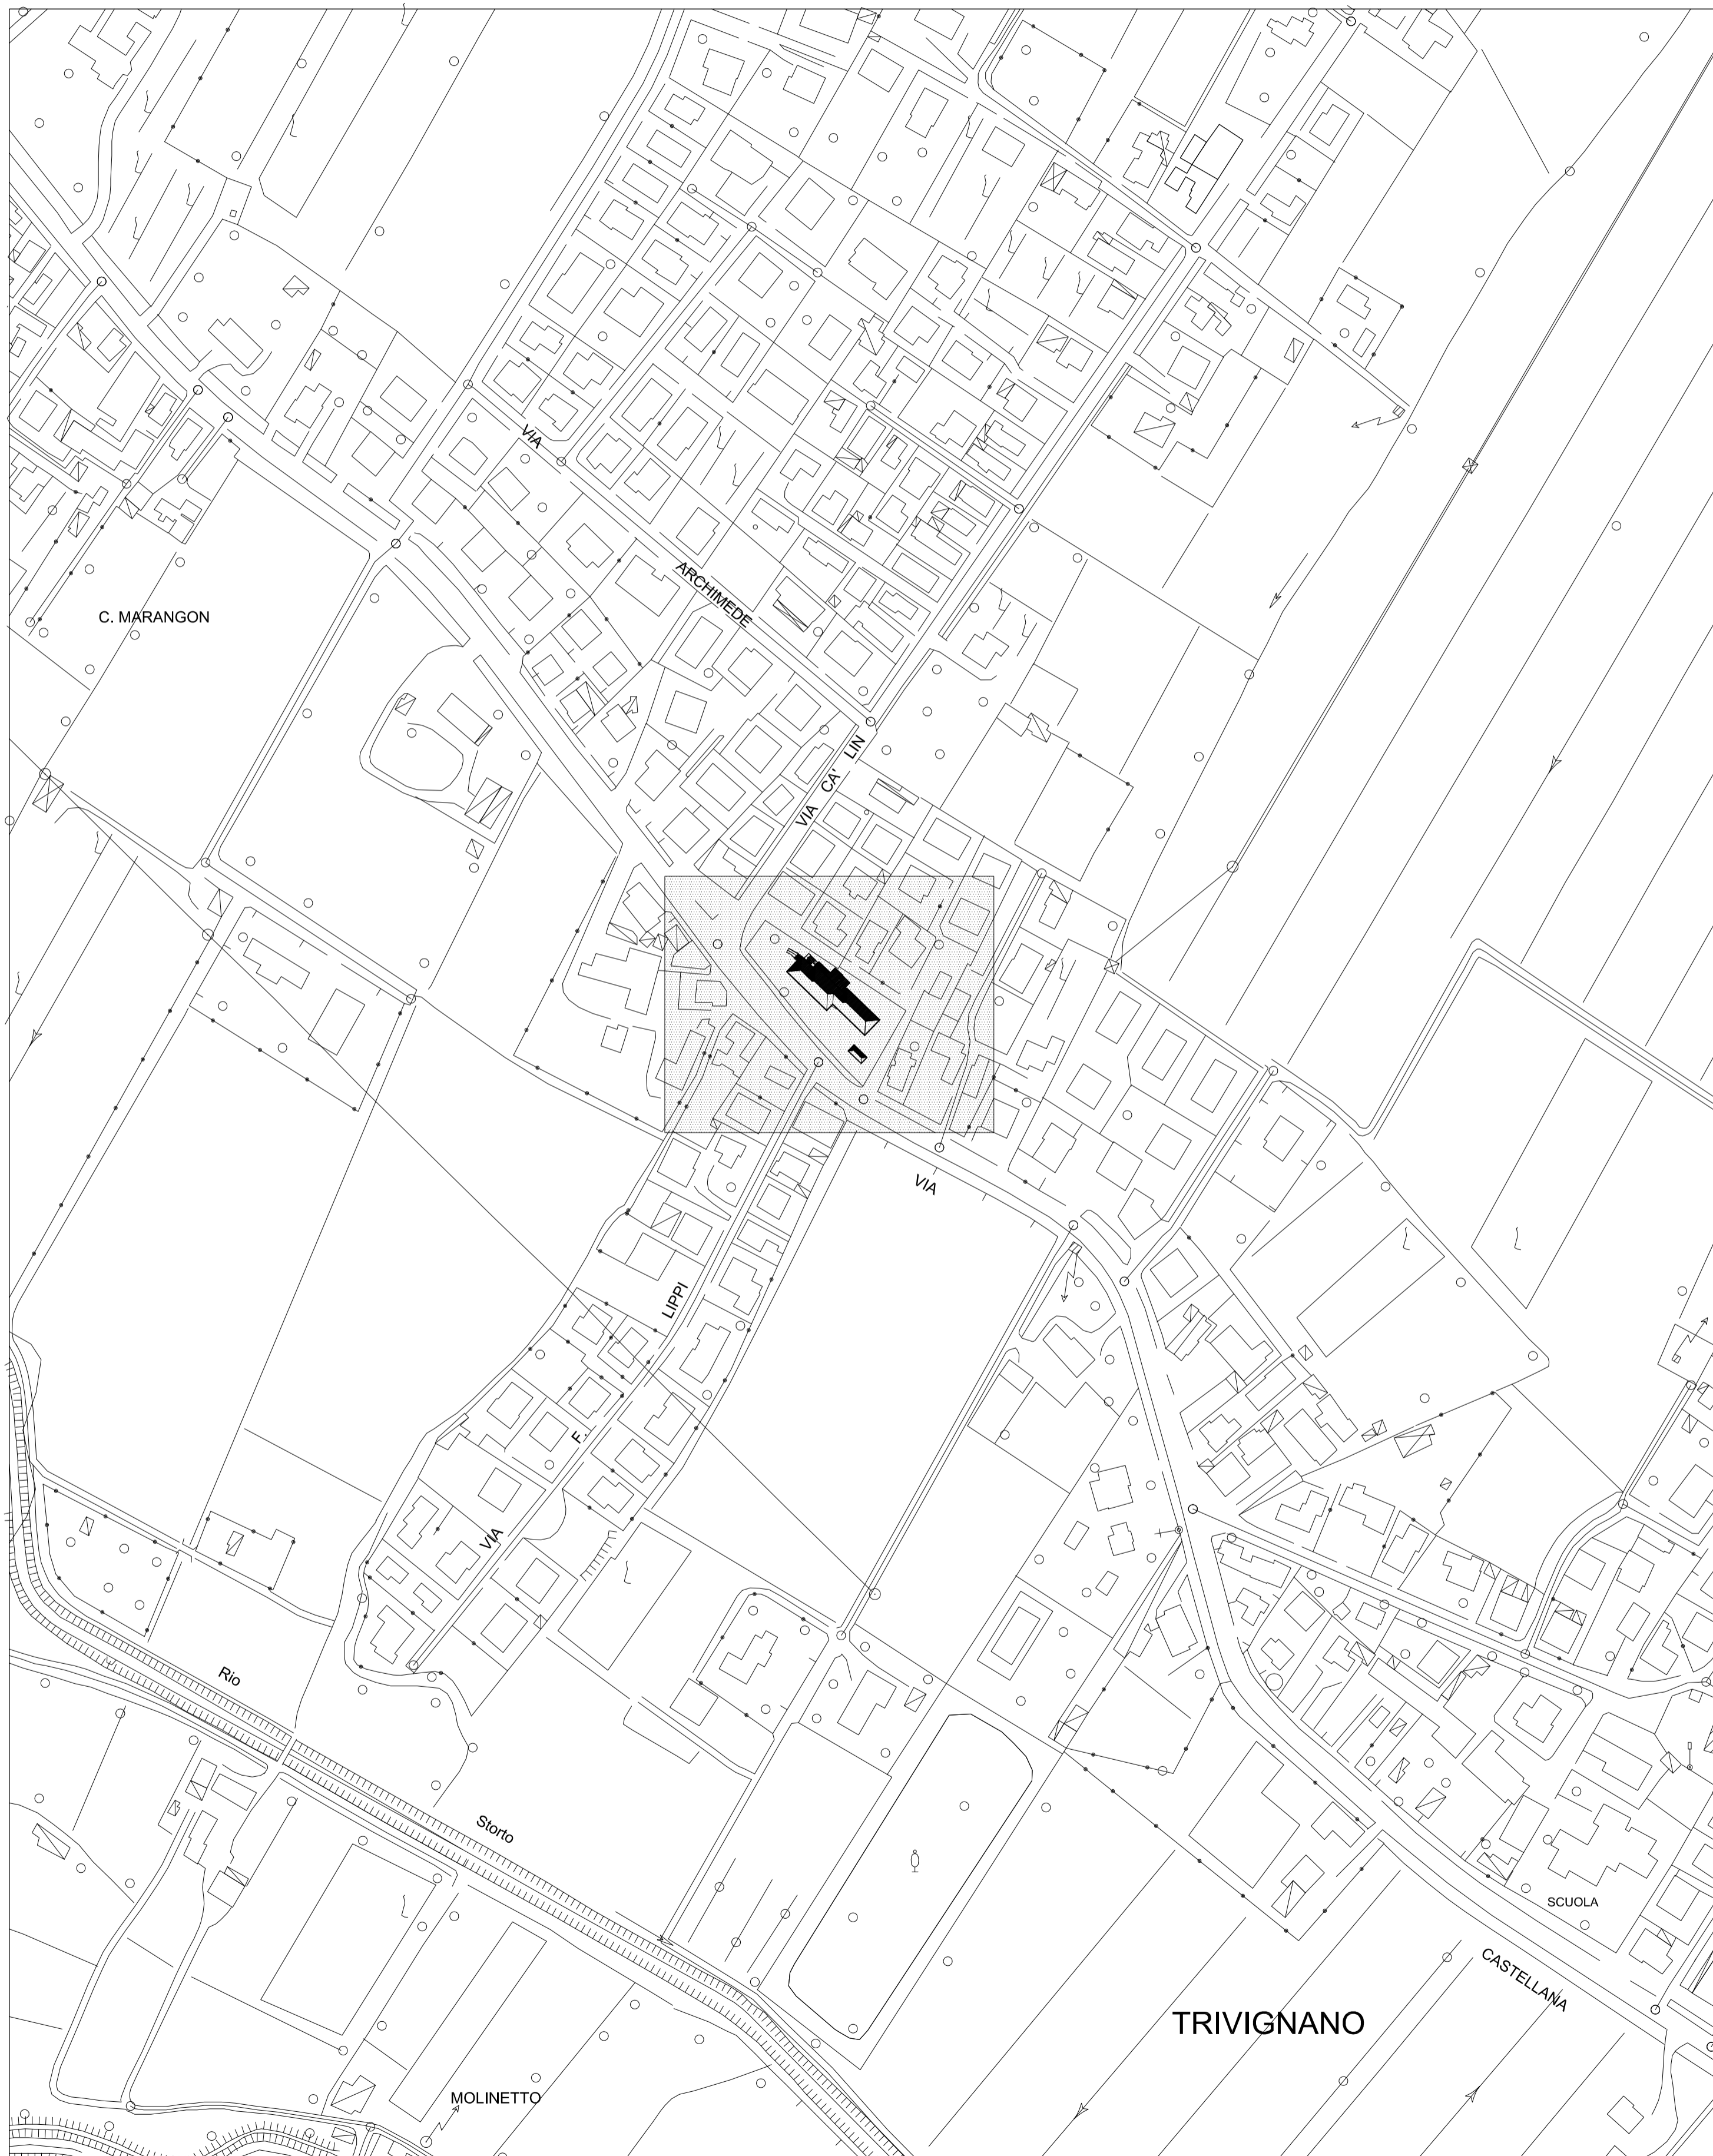 VIA
ARCHIMEDE
C. MARANGON
VIA CA' LIN
VIA
LIPPI
F.
VIA
Rio
Storto
SCUOLA
CASTELLANA
TRIVIGNANO
MOLINETTO